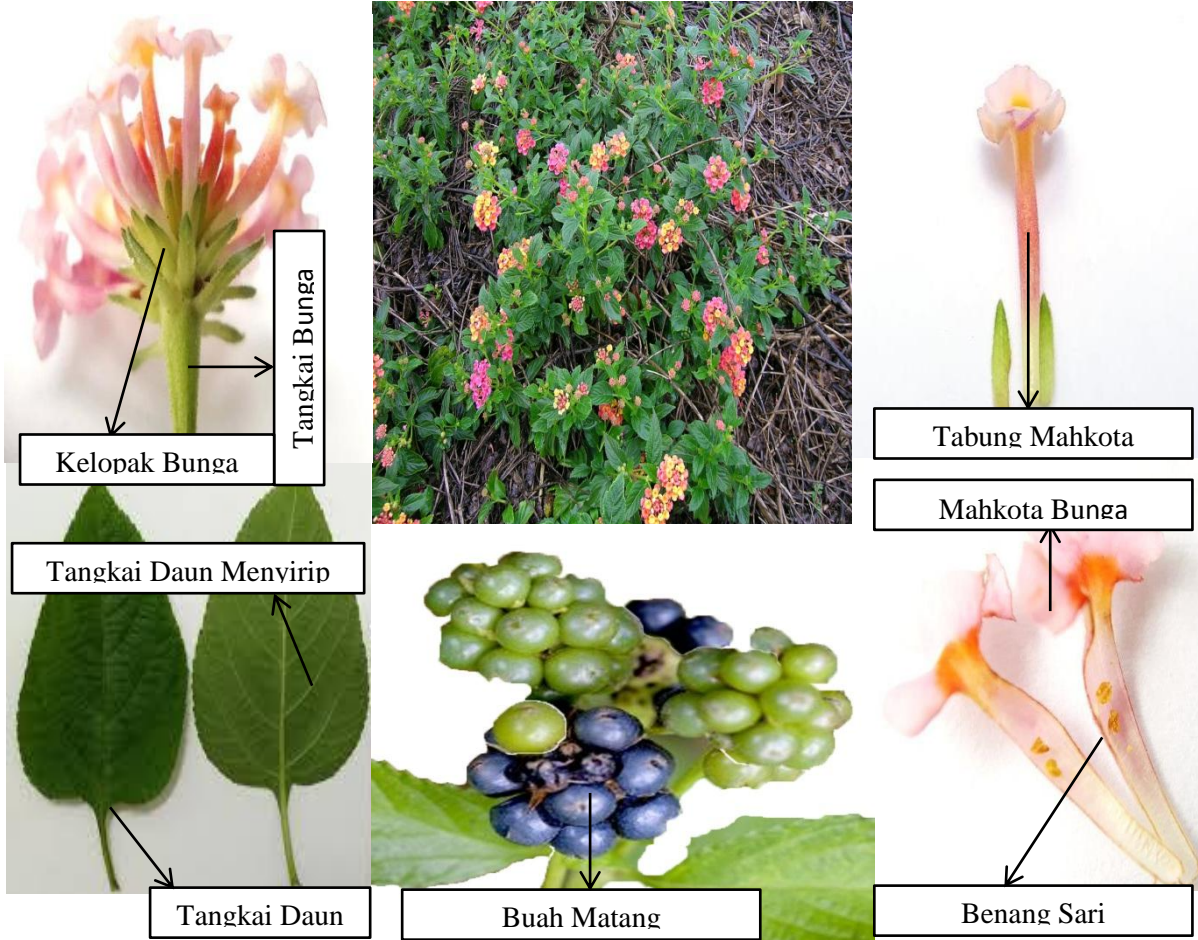 Tangkai Bunga
Kelopak Bunga
Tabung Mahkota
Mahkota Bunga
Tangkai Daun Menyirip
Tangkai Daun
Buah Matang
Benang Sari